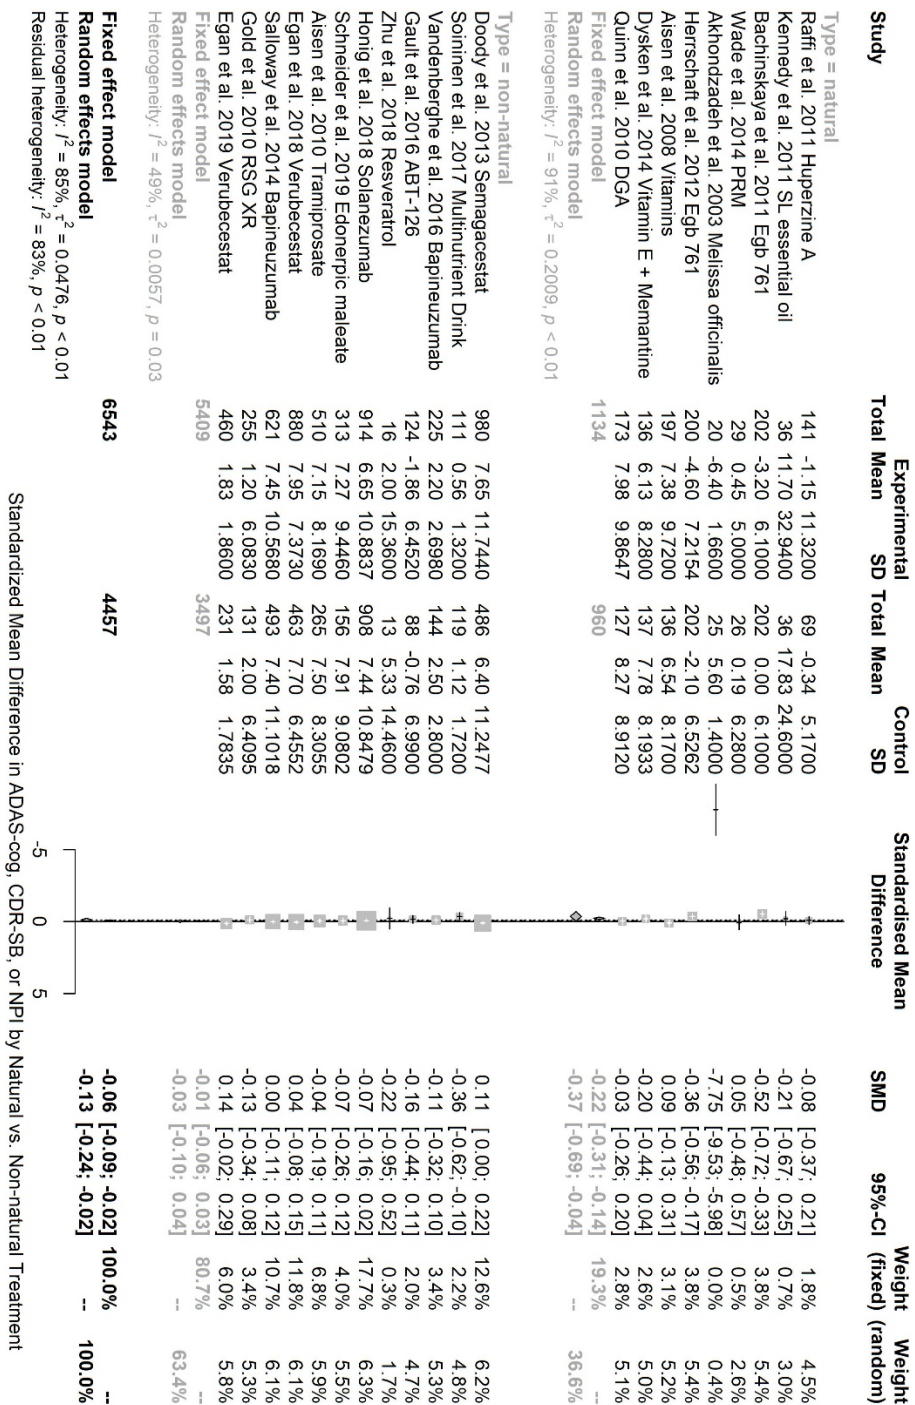 Experimental Control Standardised Mean Weight Weight
Study Total Mean SD Total Mean SD Difference SMD 95%-CI (fixed) (random)
Type = natural
Raffi et al. 2011 Huperzine A 141 -1.15 11.3200 69 -0.34 5.1700 -0.08 [-0.37; 0.21] 1.8% 4.5%
Kennedy et al. 2011 SL essential oil 36 11.70 32.9400 36 17.83 24.6000 -0.21 [-0.67; 0.25] 0.7% 3.0%
Bachinskaya et al. 2011 Egb 761 202 -3.20 6.1000 202 0.00 6.1000 -0.52 [-0.72; -0.33] 3.8% 5.4%
Wade et al. 2014 PRM 29 0.45 5.0000 26 0.19 6.2800 0.05 [-0.48; 0.57] 0.5% 2.6%
Akhondzadeh et al. 2003 Melissa officinalis 20 -6.40 1.6600 25 5.60 1.4000 -7.75 [-9.53; -5.98] 0.0% 0.4%
Herrschaft et al. 2012 Egb 761 200 -4.60 7.2154 202 -2.10 6.5262 -0.36 [-0.56; -0.17] 3.8% 5.4%
Aisen et al. 2008 Vitamins 197 7.38 9.7200 136 6.54 8.1700 0.09 [-0.13; 0.31] 3.1% 5.2%
Dysken et al. 2014 Vitamin E + Memantine 136 6.13 8.2800 137 7.78 8.1933 -0.20 [-0.44; 0.04] 2.6% 5.0%
Quinn et al. 2010 DGA 173 7.98 9.8647 127 8.27 8.9120 -0.03 [-0.26; 0.20] 2.8% 5.1%
Fixed effect model 1134 960 -0.22 [-0.31; -0.14] 19.3% --
Random effects model -0.37 [-0.69; -0.04] -- 36.6%
Heterogeneity: I² = 91%, τ² = 0.2009, p < 0.01
Type = non-natural
Doody et al. 2013 Semagacestat 980 7.65 11.7440 486 6.40 11.2477 0.11 [ 0.00; 0.22] 12.6% 6.2%
Soininen et al. 2017 Multinutrient Drink 111 0.56 1.3200 119 1.12 1.7200 -0.36 [-0.62; -0.10] 2.2% 4.8%
Vandenberghe et al. 2016 Bapineuzumab 225 2.20 2.6980 144 2.50 2.8000 -0.11 [-0.32; 0.10] 3.4% 5.3%
Gault et al. 2016 ABT-126 124 -1.86 6.4520 88 -0.76 6.9900 -0.16 [-0.44; 0.11] 2.0% 4.7%
Zhu et al. 2018 Resveratrol 16 2.00 15.3600 13 5.33 14.4600 -0.22 [-0.95; 0.52] 0.3% 1.7%
Honig et al. 2018 Solanezumab 914 6.65 10.8837 908 7.44 10.8479 -0.07 [-0.16; 0.02] 17.7% 6.3%
Schneider et al. 2019 Edonerpic maleate 313 7.27 9.4460 156 7.91 9.0802 -0.07 [-0.26; 0.12] 4.0% 5.5%
Aisen et al. 2010 Tramiprosate 510 7.15 8.1690 265 7.50 8.3055 -0.04 [-0.19; 0.11] 6.8% 5.9%
Egan et al. 2018 Verubecestat 880 7.95 7.3730 463 7.70 6.4552 0.04 [-0.08; 0.15] 11.8% 6.1%
Salloway et al. 2014 Bapineuzumab 621 7.45 10.5680 493 7.40 11.1018 0.00 [-0.11; 0.12] 10.7% 6.1%
Gold et al. 2010 RSG XR 255 1.20 6.0830 131 2.00 6.4095 -0.13 [-0.34; 0.08] 3.4% 5.3%
Egan et al. 2019 Verubecestat 460 1.83 1.8600 231 1.58 1.7835 0.14 [-0.02; 0.29] 6.0% 5.8%
Fixed effect model 5409 3497 -0.01 [-0.06; 0.03] 80.7% --
Random effects model -0.03 [-0.10; 0.04] -- 63.4%
Heterogeneity: I² = 49%, τ² = 0.0057, p = 0.03
Fixed effect model 6543 4457 -0.06 [-0.09; -0.02] 100.0% --
Random effects model -0.13 [-0.24; -0.02] -- 100.0%
Heterogeneity: I² = 85%, τ² = 0.0476, p < 0.01
Residual heterogeneity: I² = 83%, p < 0.01
-5 0 5
Standardized Mean Difference in ADAS-cog, CDR-SB, or NPI by Natural vs. Non-natural Treatment